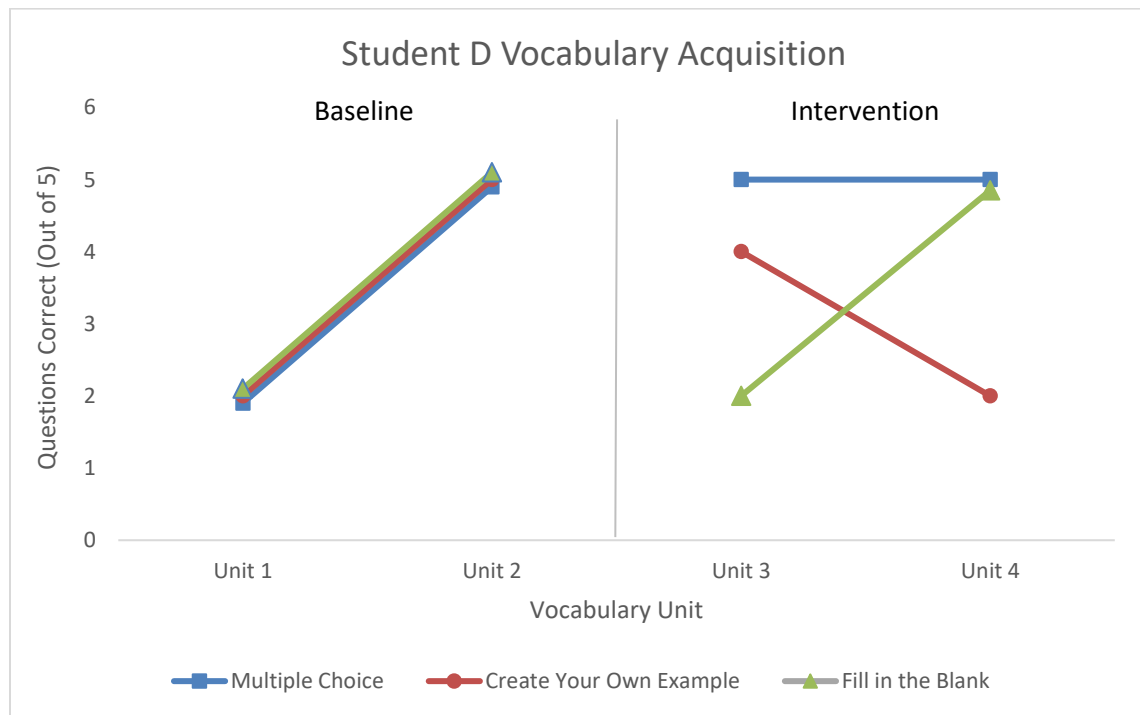 Student D Vocabulary Acquisition
Baseline
Intervention
Questions Correct (Out of 5)
6
5
4
3
2
1
0
Unit 1
Unit 2
Unit 3
Unit 4
Vocabulary Unit
Multiple Choice
Create Your Own Example
Fill in the Blank